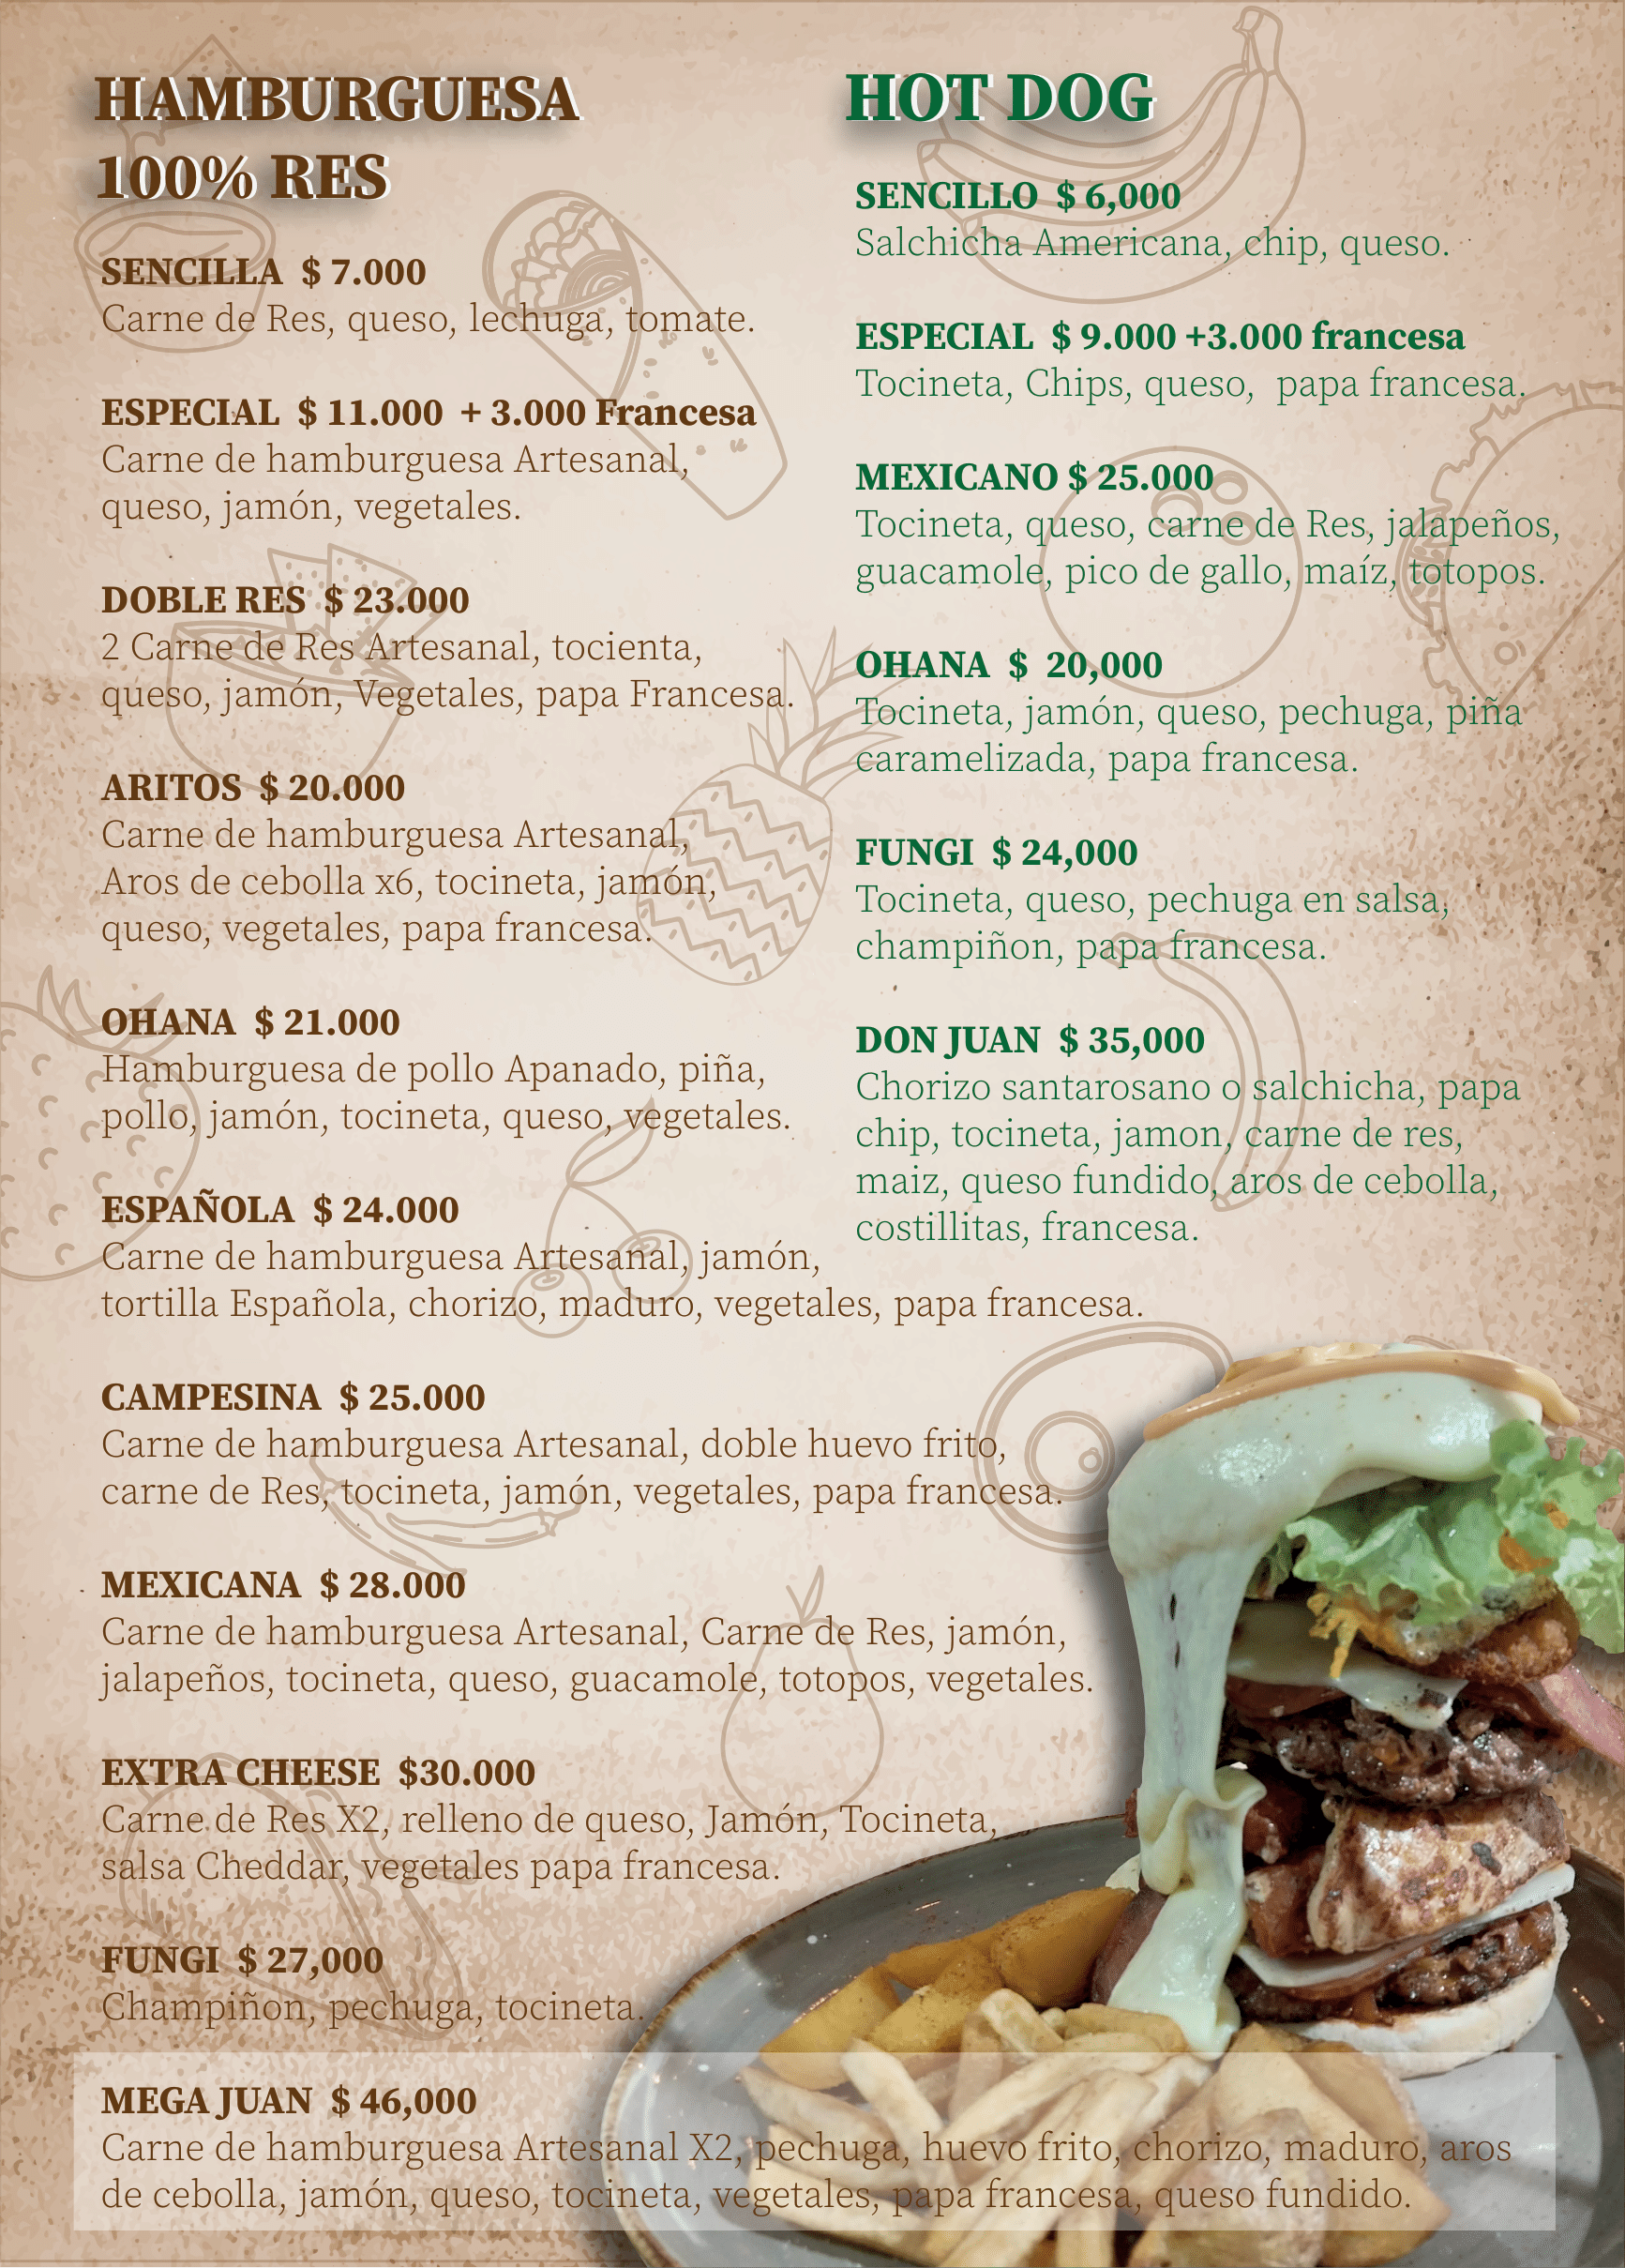 HAMBURGUESA
100% RES
SENCILLA $ 7.000
Carne de Res, queso, lechuga, tomate.
ESPECIAL $ 11.000 + 3.000 Francesa
Carne de hamburguesa Artesanal,
queso, jamón, vegetales.
DOBLE RES $ 23.000
2 Carne de Res Artesanal, tocienta,
queso, jamón, Vegetales, papa Francesa.
ARITOS $ 20.000
Carne de hamburguesa Artesanal,
Aros de cebolla x6, tocineta, jamón,
queso, vegetales, papa francesa.
OHANA $ 21.000
Hamburguesa de pollo Apanado, piña,
pollo, jamón, tocineta, queso, vegetales.
ESPAÑOLA $ 24.000
Carne de hamburguesa Artesanal, jamón,
tortilla Española, chorizo, maduro, vegetales, papa francesa.
CAMPESINA $ 25.000
Carne de hamburguesa Artesanal, doble huevo frito,
carne de Res, tocineta, jamón, vegetales, papa francesa.
MEXICANA $ 28.000
Carne de hamburguesa Artesanal, Carne de Res, jamón,
jalapeños, tocineta, queso, guacamole, totopos, vegetales.
EXTRA CHEESE $30.000
Carne de Res X2, relleno de queso, Jamón, Tocineta,
salsa Cheddar, vegetales papa francesa.
FUNGI $ 27,000
Champiñon, pechuga, tocineta.
MEGA JUAN $ 46,000
Carne de hamburguesa Artesanal X2, pechuga, huevo frito, chorizo, maduro, aros
de cebolla, jamón, queso, tocineta, vegetales, papa francesa, queso fundido.
HOT DOG
SENCILLO $ 6,000
Salchicha Americana, chip, queso.
ESPECIAL $ 9.000 +3.000 francesa
Tocineta, Chips, queso, papa francesa.
MEXICANO $ 25.000
Tocineta, queso, carne de Res, jalapeños,
guacamole, pico de gallo, maíz, totopos.
OHANA $ 20,000
Tocineta, jamón, queso, pechuga, piña
caramelizada, papa francesa.
FUNGI $ 24,000
Tocineta, queso, pechuga en salsa,
champiñon, papa francesa.
DON JUAN $ 35,000
Chorizo santarosano o salchicha, papa
chip, tocineta, jamon, carne de res,
maiz, queso fundido, aros de cebolla,
costillitas, francesa.